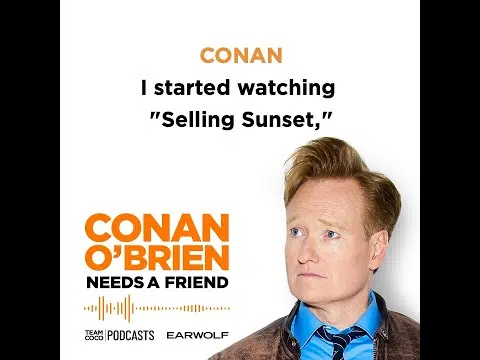 CONAN
I started watching
"Selling Sunset,"
CONAN
O'BRIEN
NEEDS A FRIEND
TEAM COCO | PODCASTS EARWOLF